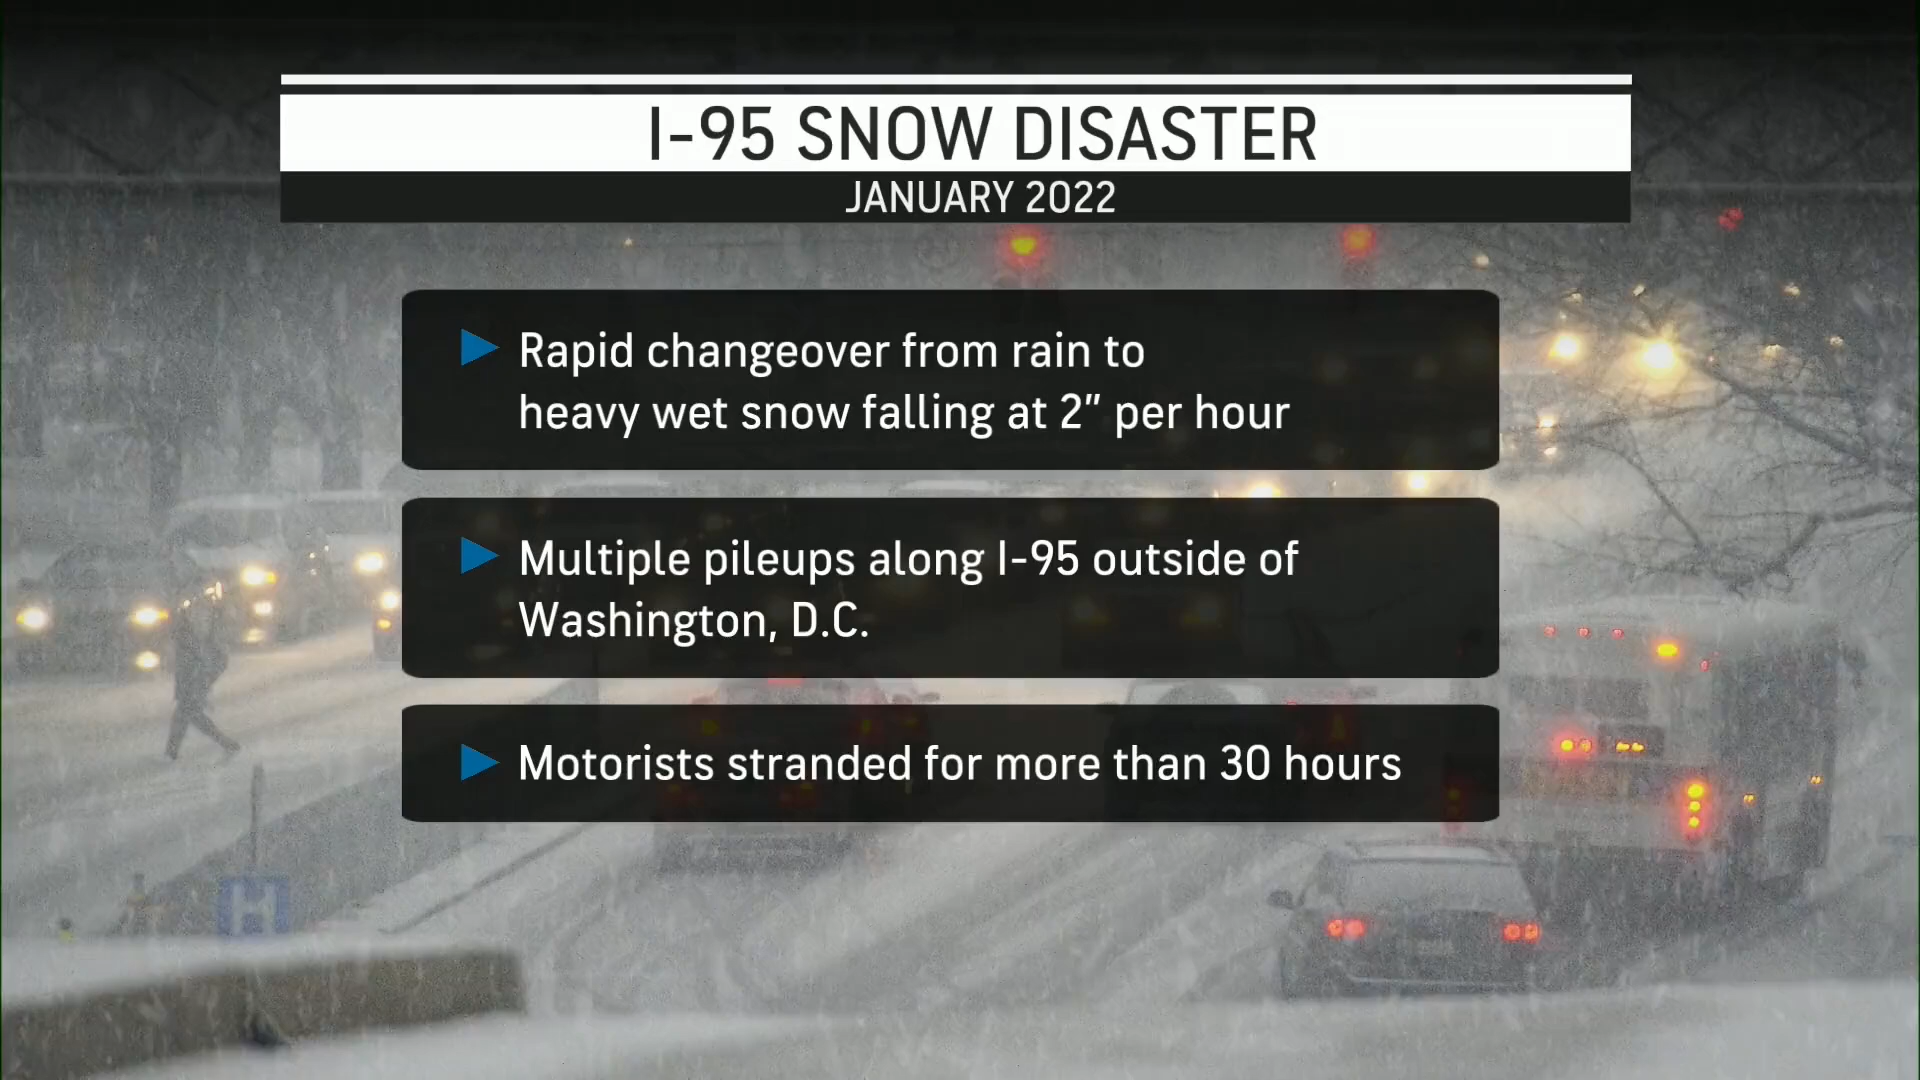 I-95 SNOW DISASTER
JANUARY 2022
Rapid changeover from rain to
heavy wet snow falling at 2” per hour
Multiple pileups along I-95 outside of
Washington, D.C.
Motorists stranded for more than 30 hours
H